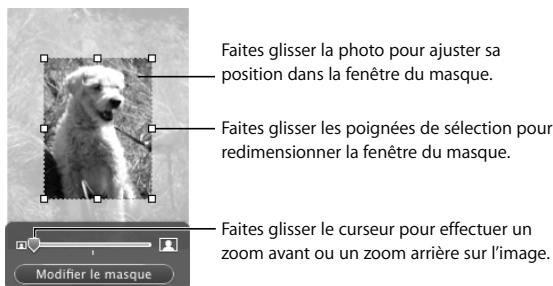 Faites glisser la photo pour ajuster sa
position dans la fenêtre du masque.
Faites glisser les poignées de sélection pour
redimensionner la fenêtre du masque.
Faites glisser le curseur pour effectuer un
zoom avant ou un zoom arrière sur l’image.
Modifier le masque